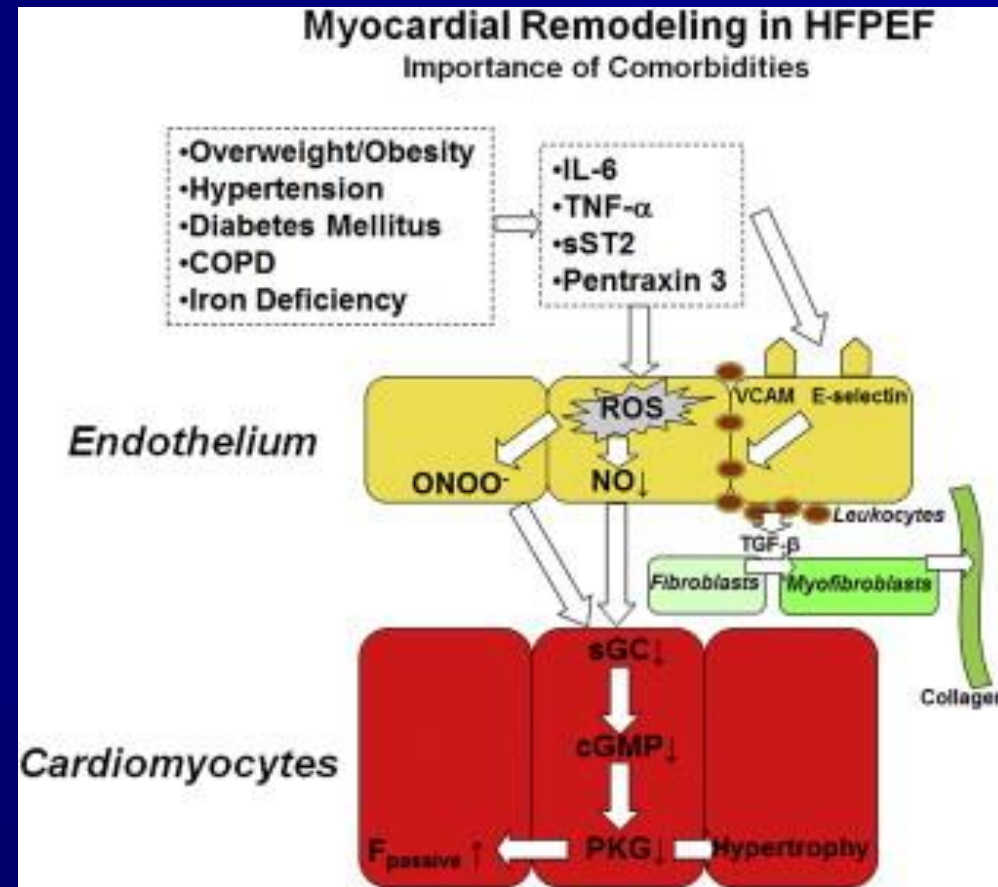 Myocardial Remodeling in HFPEF
Importance of Comorbidities
•Overweight/Obesity
•Hypertension
•Diabetes Mellitus
•COPD
•Iron Deficiency
•IL-6
•TNF-α
•sST2
•Pentraxin 3
ROS
VCAM
E-selectin
Endothelium
ONOO-
NO↓
Leukocytes
TGF-β
Fibroblasts
Myofibroblasts
sGC↓
Collagen
cGMP↓
Cardiomyocytes
Fpassive ↑
PKG↓
Hypertrophy